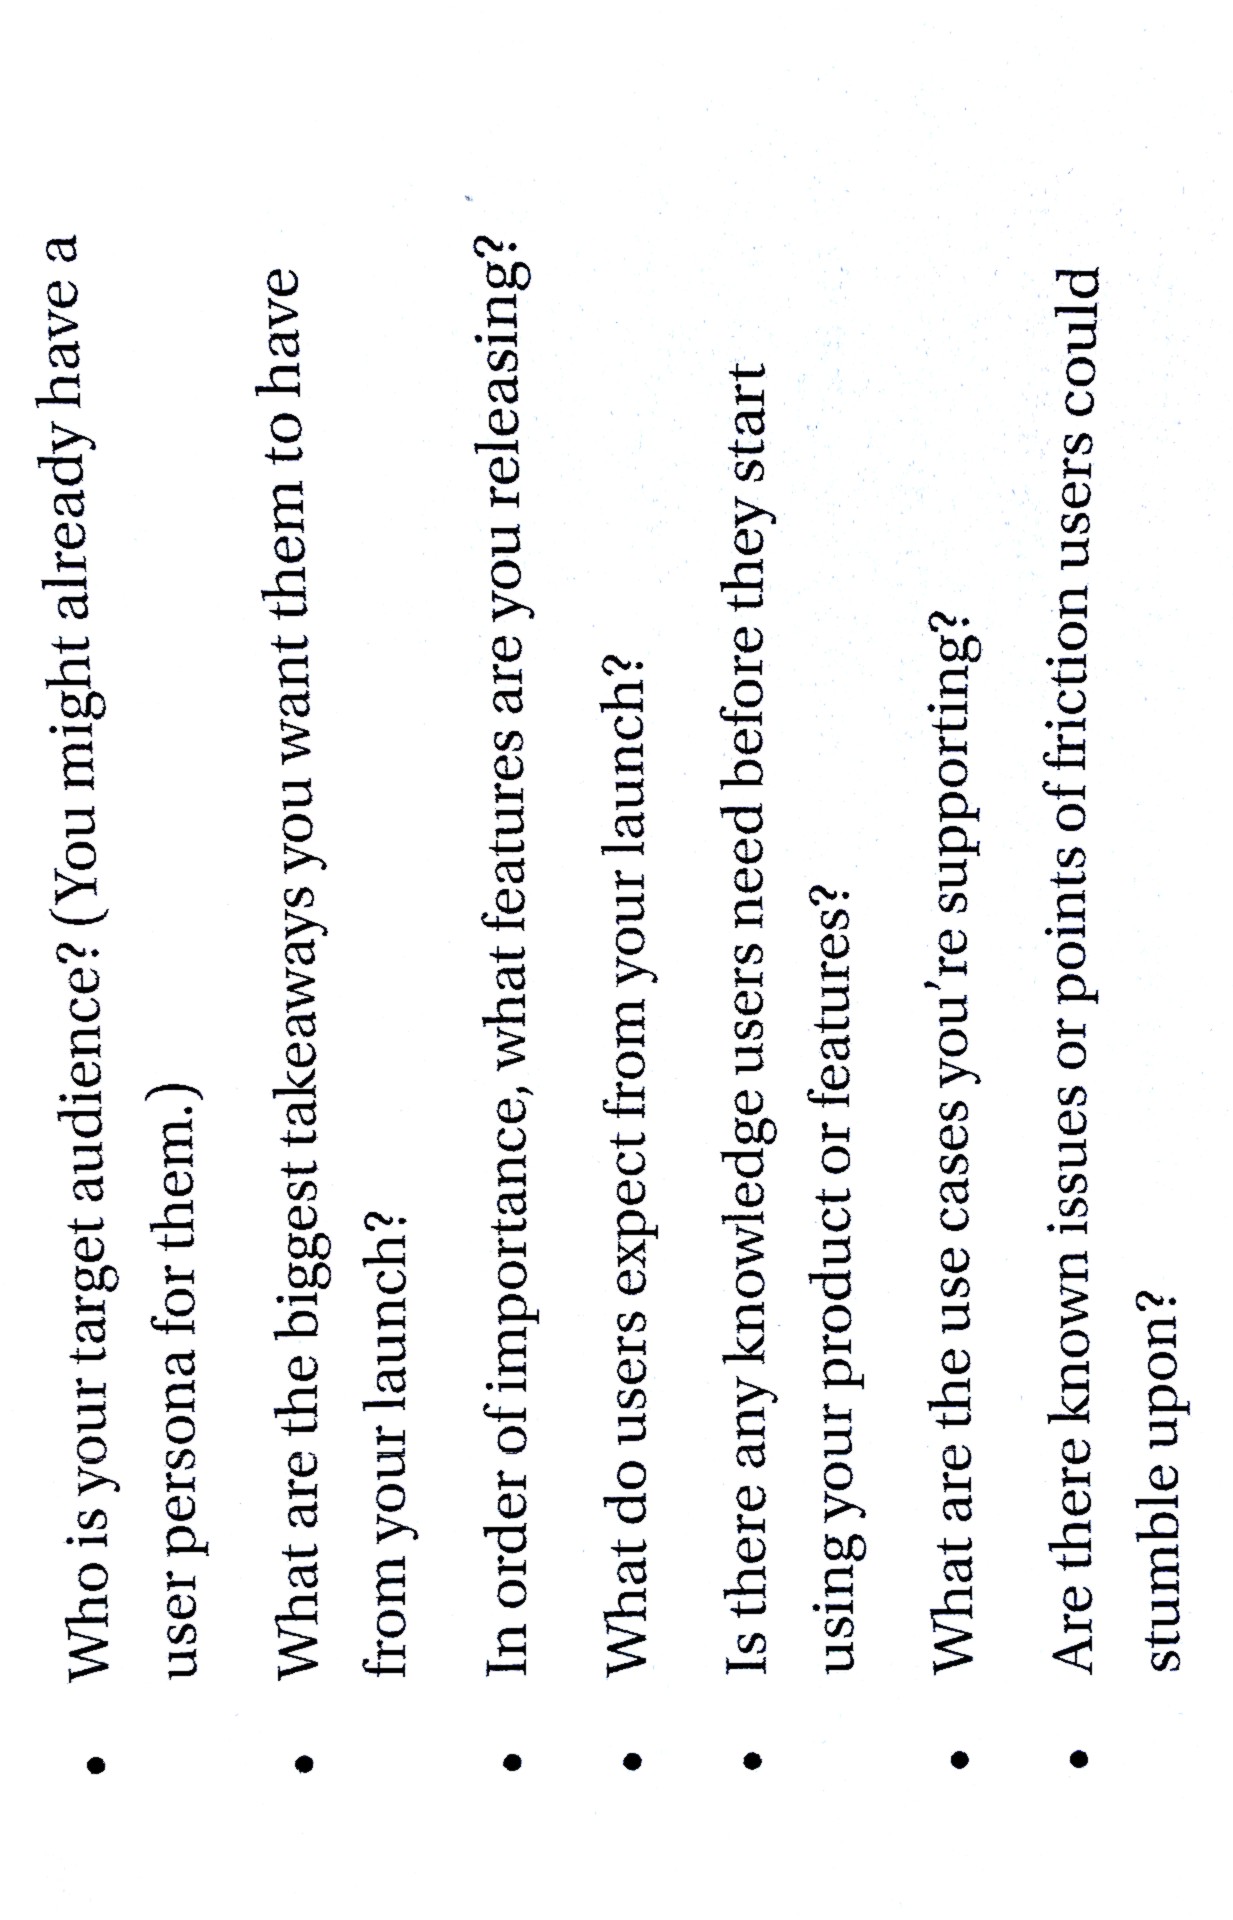 • Who is your target audience? (You might already have a
user persona for them.)
• What are the biggest takeaways you want them to have
from your launch?
• In order of importance, what features are you releasing?
• What do users expect from your launch?
• Is there any knowledge users need before they start
using your product or features?
• What are the use cases you’re supporting?
• Are there known issues or points of friction users could
stumble upon?